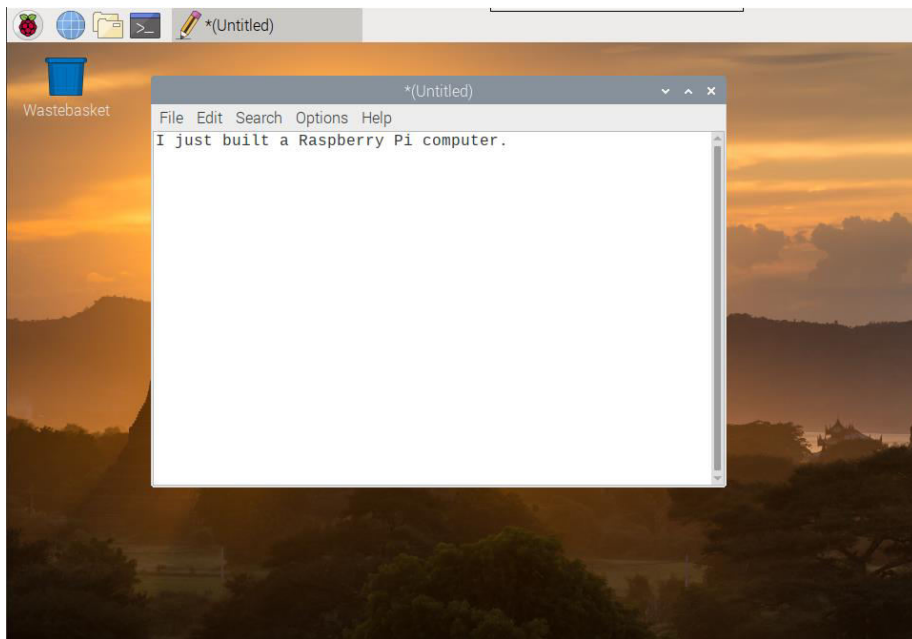 *(Untitled)
Wastebasket
*(Untitled)
File Edit Search Options Help
I just built a Raspberry Pi computer.